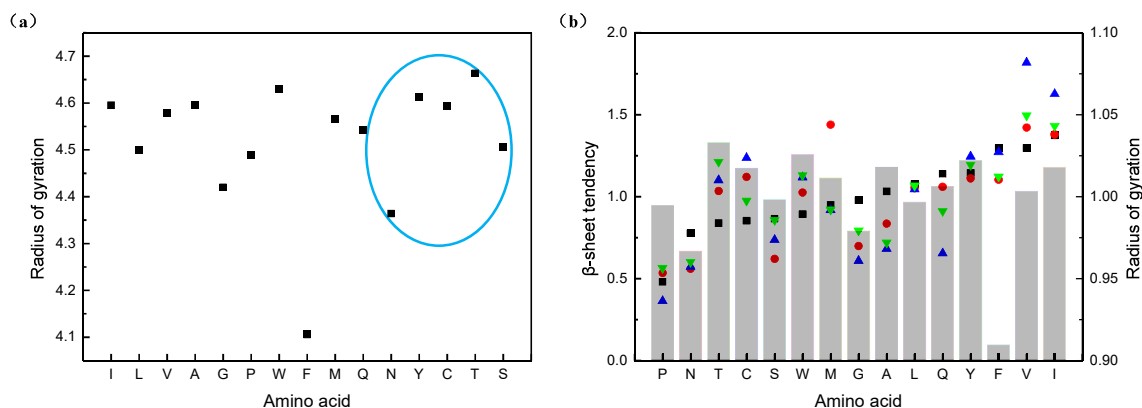 (a)
Radius of gyration
4.7
4.6
4.5
4.4
4.3
4.2
4.1
I L V A G P W F M Q N Y C T S
Amino acid
(b)
β-sheet tendency
2.0
1.5
1.0
0.5
0.0
P N T C S W M G A L Q Y F V I
Amino acid
1.10
1.05
1.00
0.95
0.90
Radius of gyration